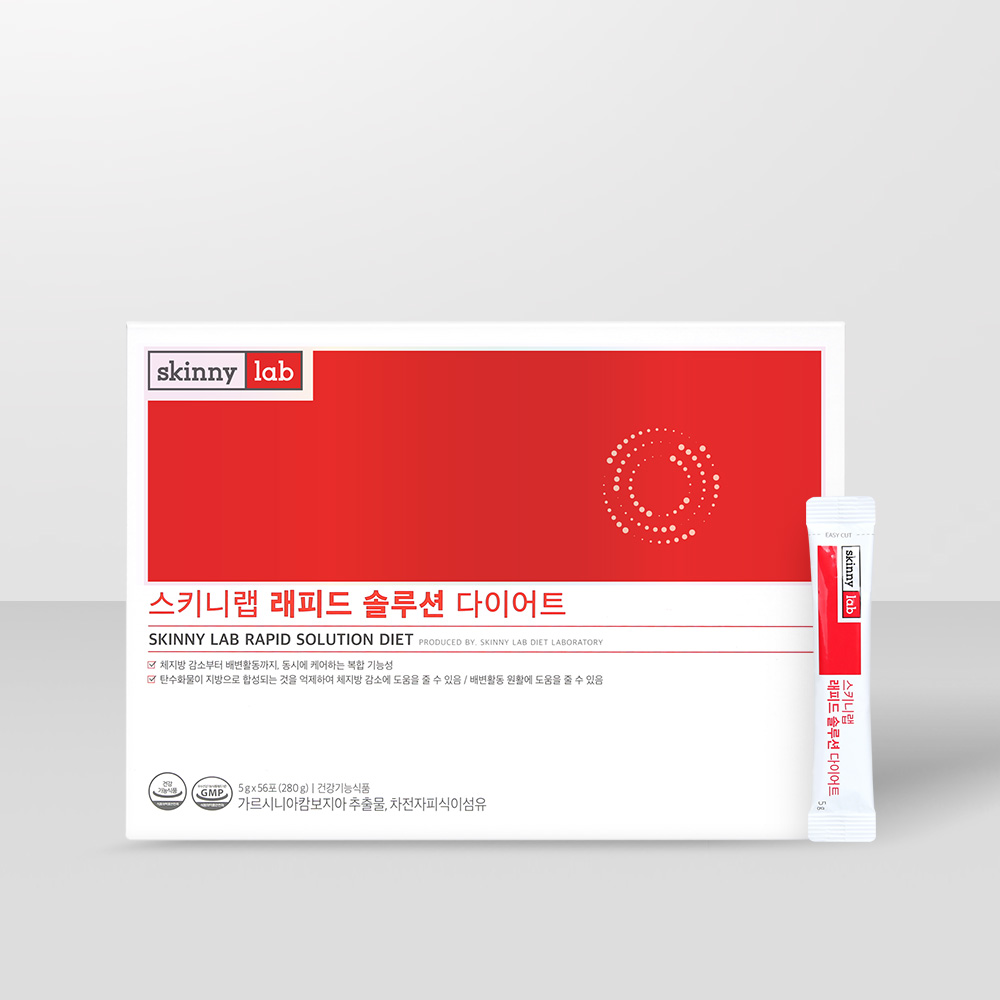 skinny lab
스키니랩 래피드 솔루션 다이어트
SKINNY LAB RAPID SOLUTION DIET PRODUCED BY. SKINNY LAB DIET LABORATORY
체지방 감소부터 배변활동까지, 동시에 케어하는 복합 기능성
탄수화물이 지방으로 합성되는 것을 억제하여 체지방 감소에 도움을 줄 수 있음 / 배변활동 원활에 도움을 줄 수 있음
건강
기능식품
GMP
5 g x 56포 (280 g) | 건강기능식품
가르시니아캄보지아 추출물, 차전자피식이섬유
EASY CUT
skinny lab
스키니랩
래피드 솔루션 다이어트